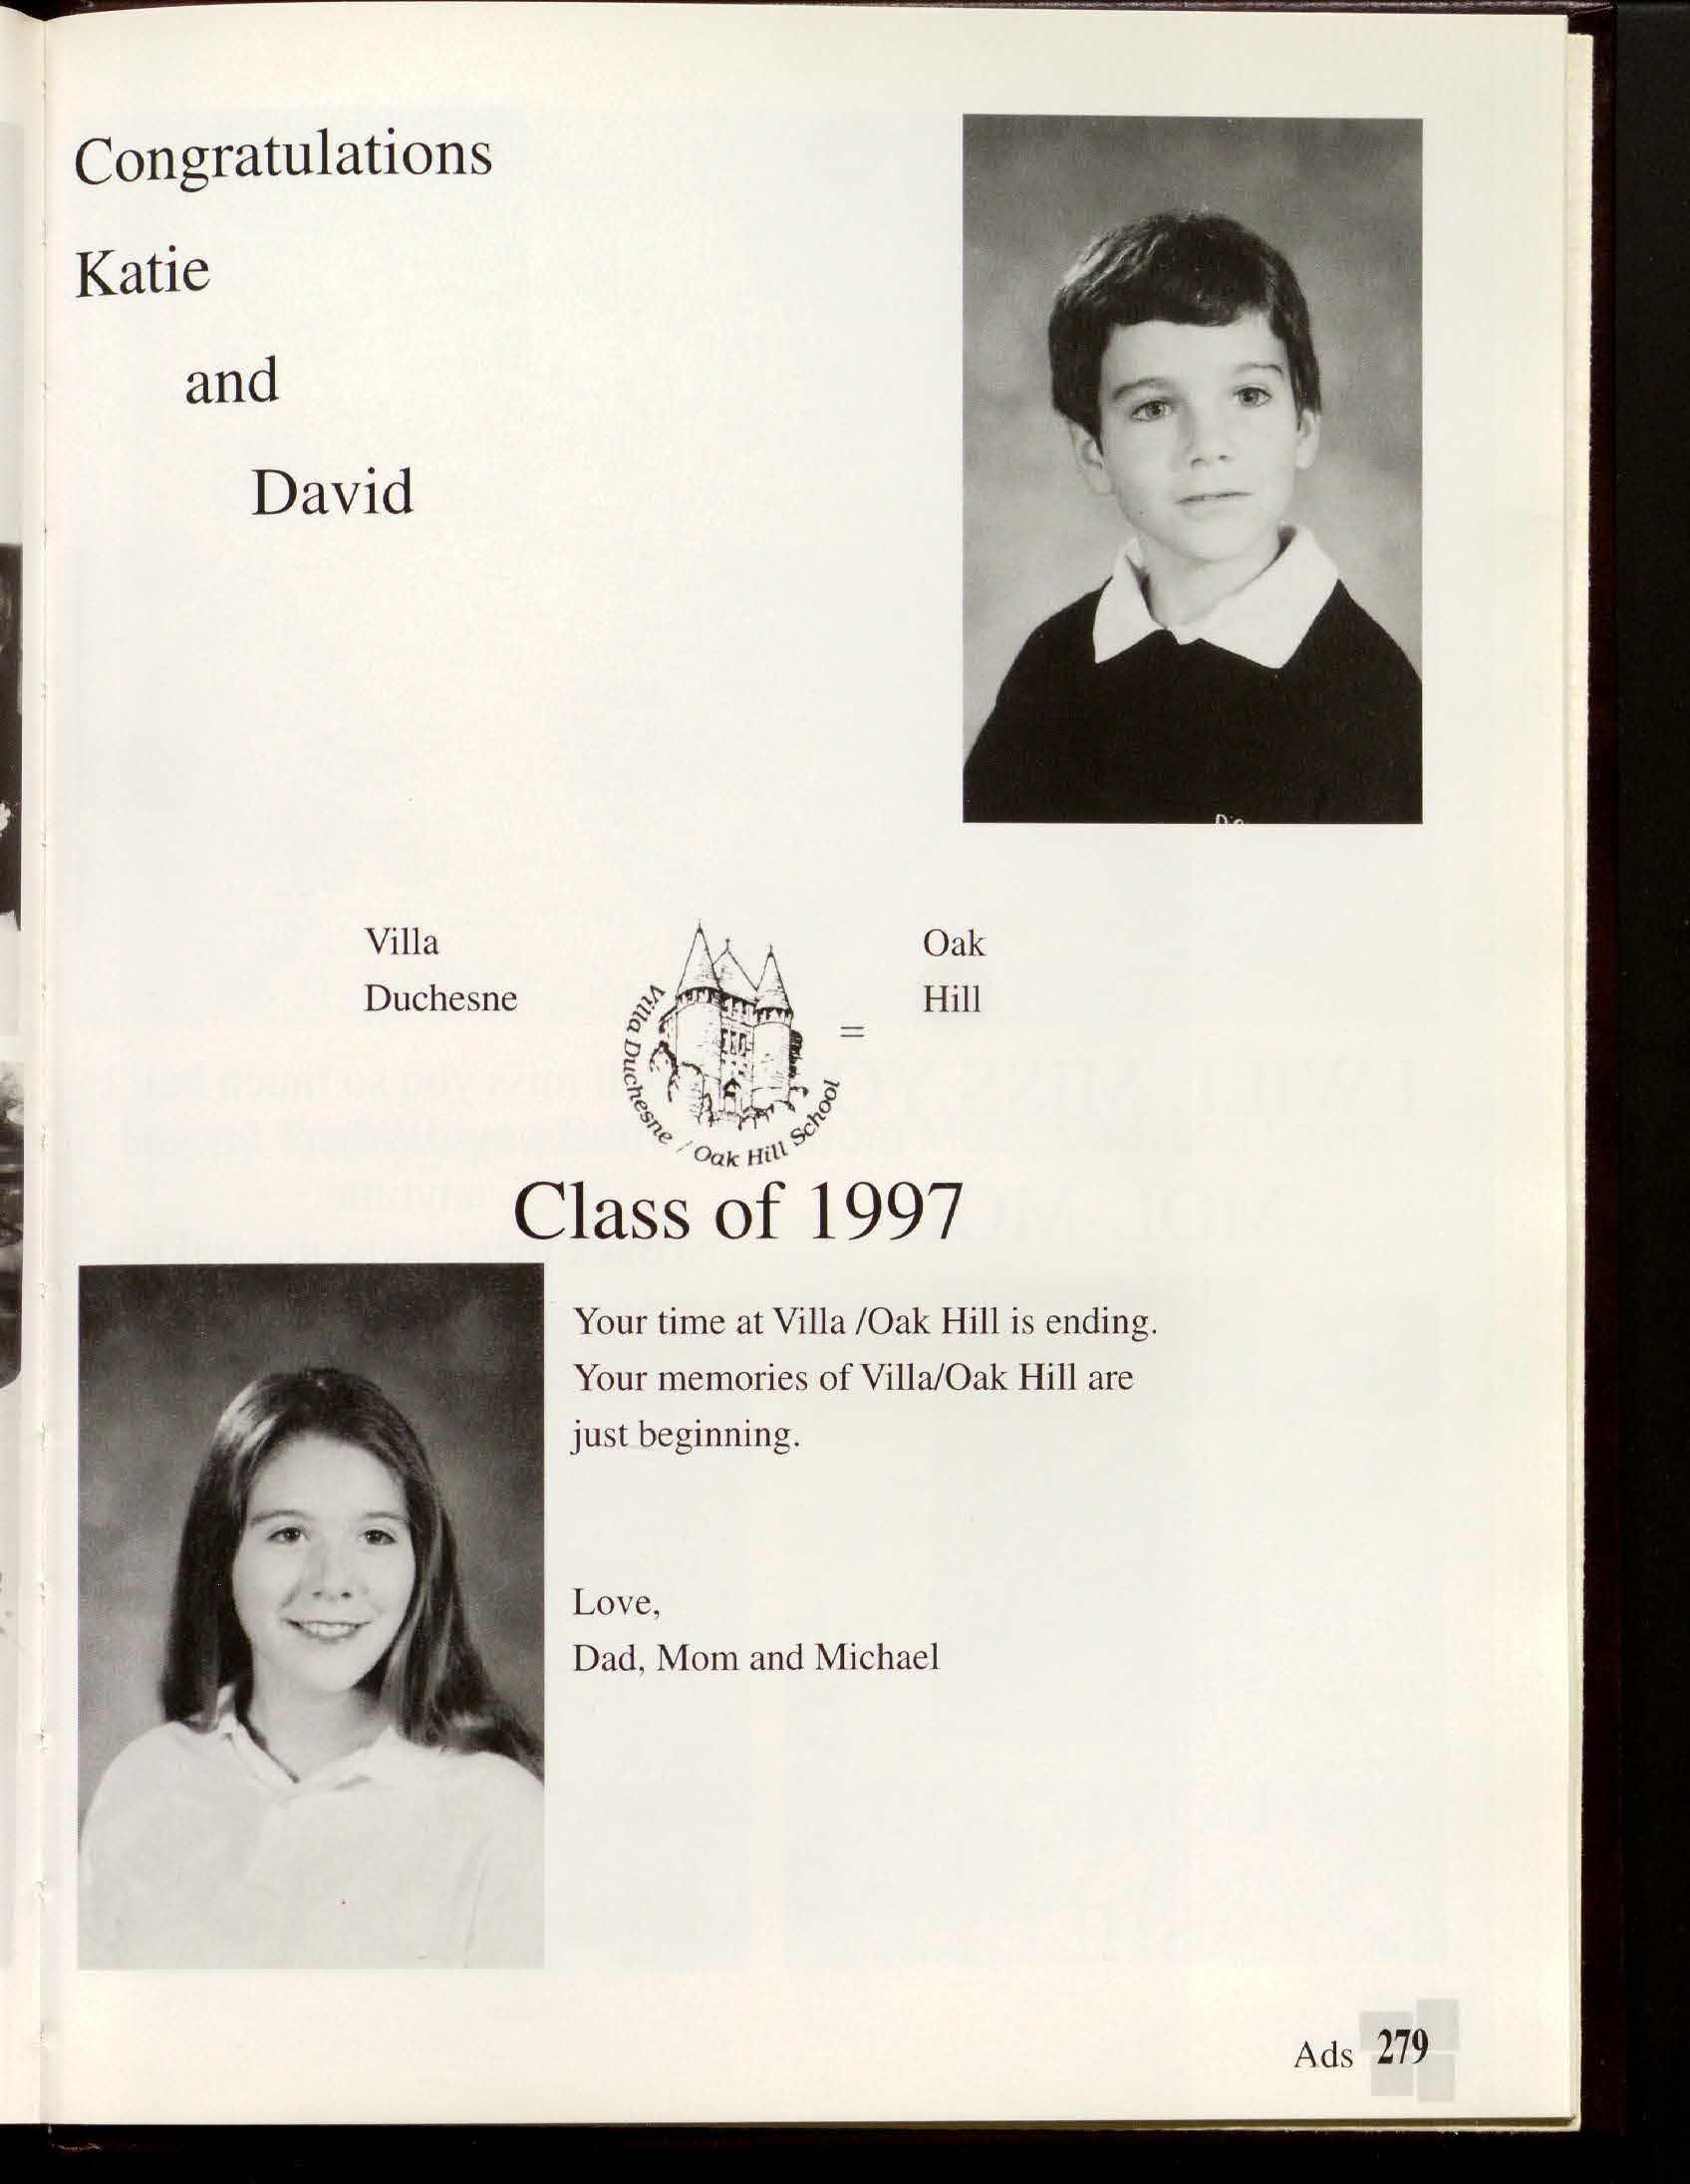 Congratulations
Katie
and
David
Villa
Duchesne
Villa Duchesne / Oak Hill School
=
Oak
Hill
Class of 1997
Your time at Villa /Oak Hill is ending.
Your memories of Villa/Oak Hill are
just beginning.
Love,
Dad, Mom and Michael
Ads 279